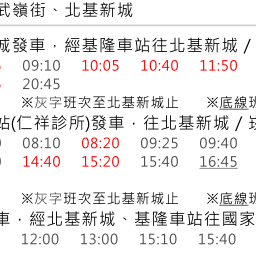 武嶺街、北基新城
城發車，經基隆車站往北基新城 /
09:10 10:05 10:40 11:50
20:45
※灰字班次至北基新城止 ※底線班
站(仁祥診所)發車，往北基新城 /
08:10 08:20 09:25 09:40
14:40 15:20 15:40 16:45
※灰字班次至北基新城止 ※底線班
車，經北基新城、基隆車站往國家
12:00 13:00 15:10 15:40